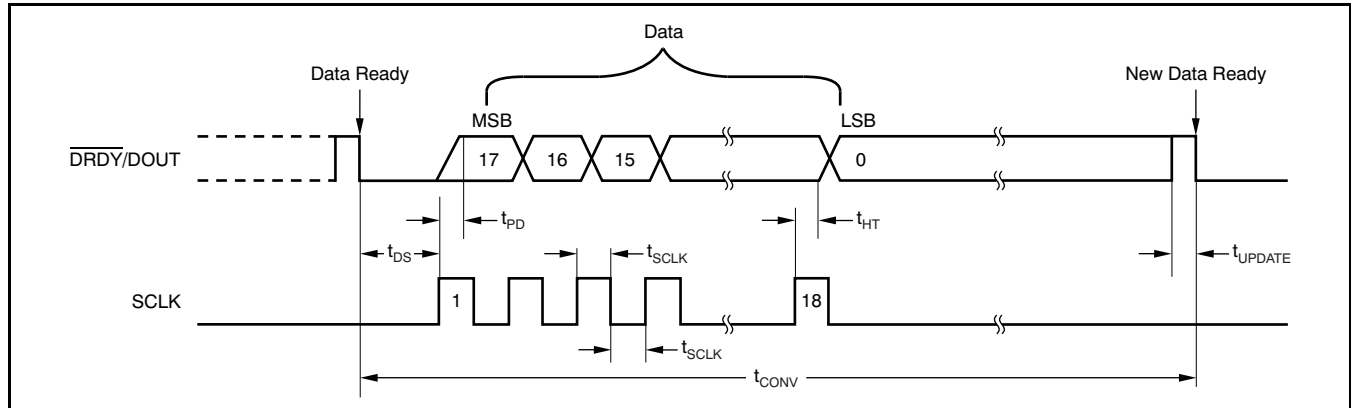 Data
Data Ready
New Data Ready
MSB
LSB
DRDY/DOUT
17
16
15
0
tPD
tHT
tDS
tSCLK
tUPDATE
SCLK
1
18
tSCLK
tCONV